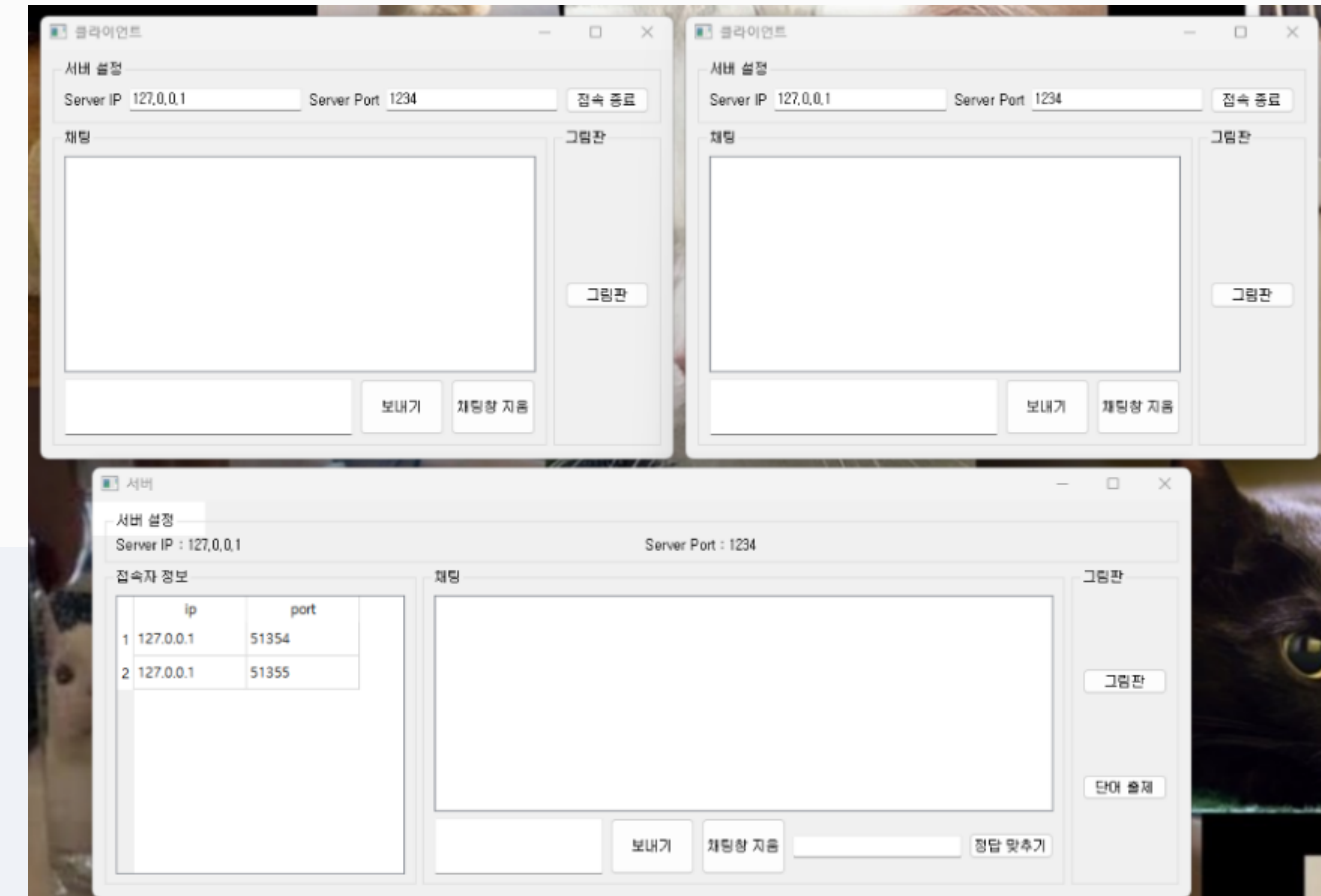 클라이언트
서버 설정
Server IP 127,0,0,1 Server Port 1234 접속 종료
채팅
그림판
그림판
보내기 채팅창 지움
클라이언트
서버 설정
Server IP 127,0,0,1 Server Port 1234 접속 종료
채팅
그림판
그림판
보내기 채팅창 지움
서버
서버 설정
Server IP : 127,0,0,1 Server Port : 1234
접속자 정보
ip port
1 127.0.0.1 51354
2 127.0.0.1 51355
채팅
보내기 채팅창 지움 정답 맞추기
그림판
그림판
단어 출제